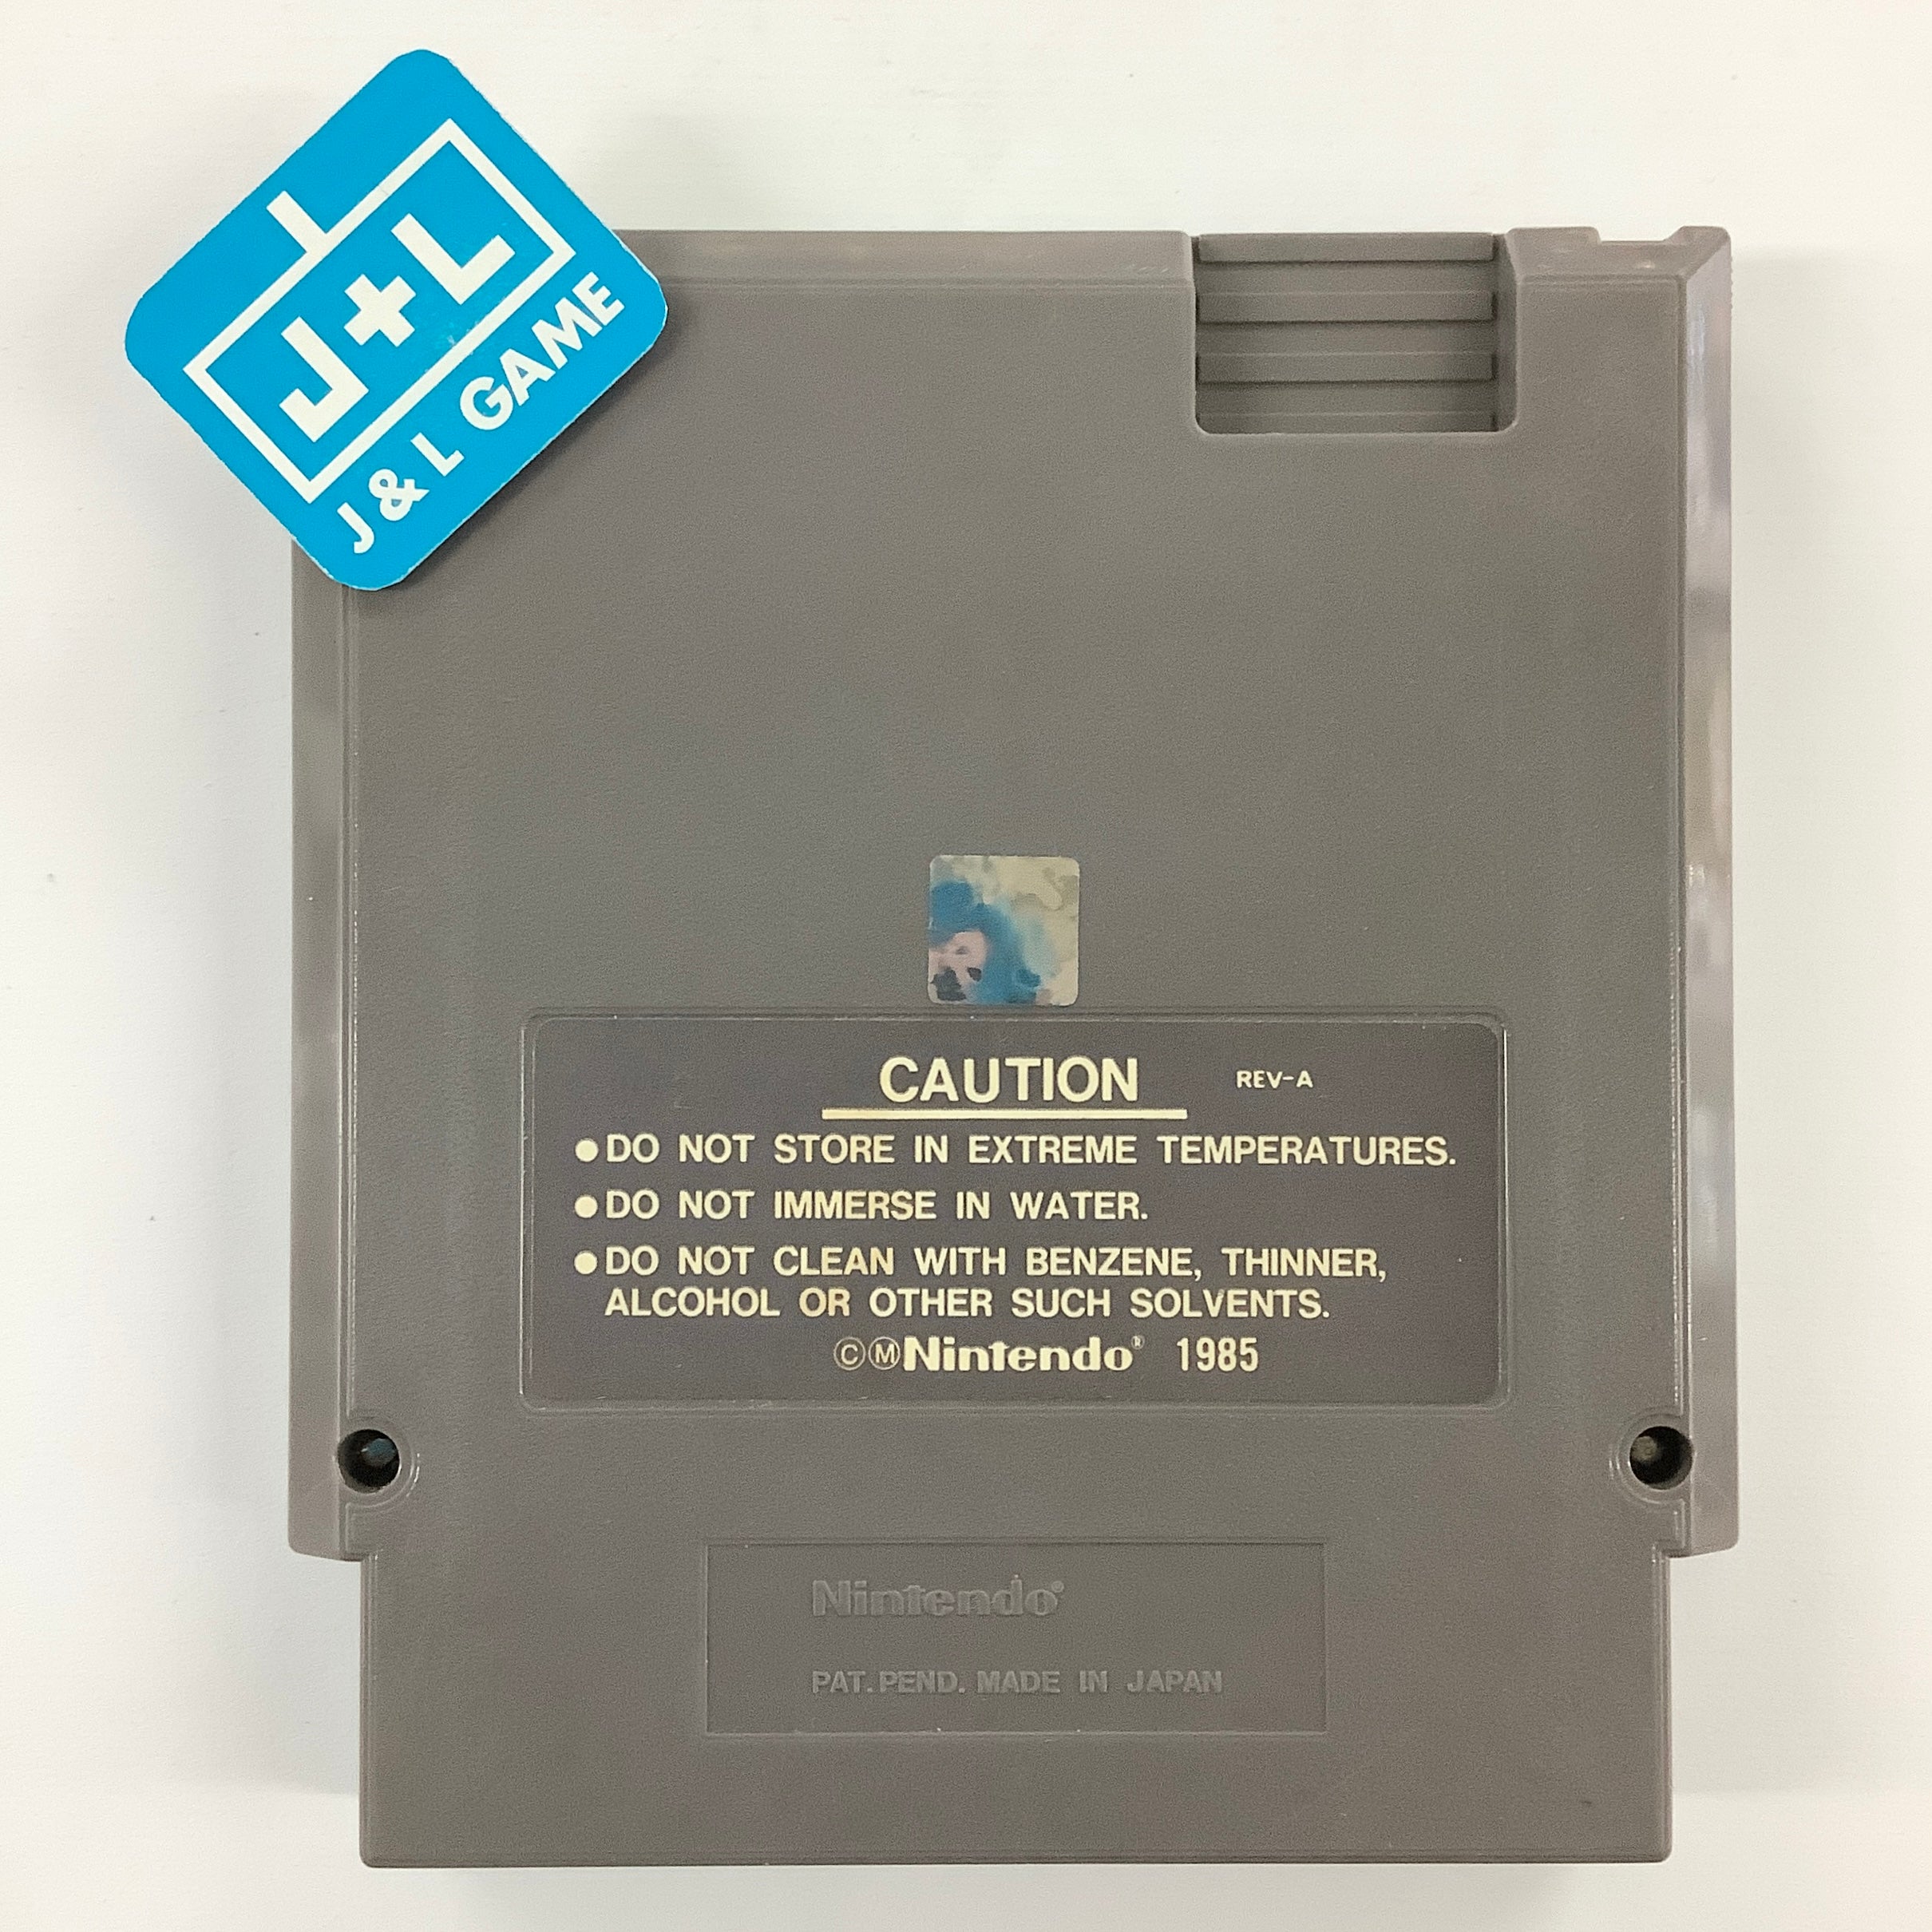 J+L
J & L GAME
CAUTION REV-A
●DO NOT STORE IN EXTREME TEMPERATURES.
●DO NOT IMMERSE IN WATER.
●DO NOT CLEAN WITH BENZENE, THINNER,
ALCOHOL OR OTHER SUCH SOLVENTS.
©ⓂNintendo® 1985
Nintendo®
PAT. PEND. MADE IN JAPAN